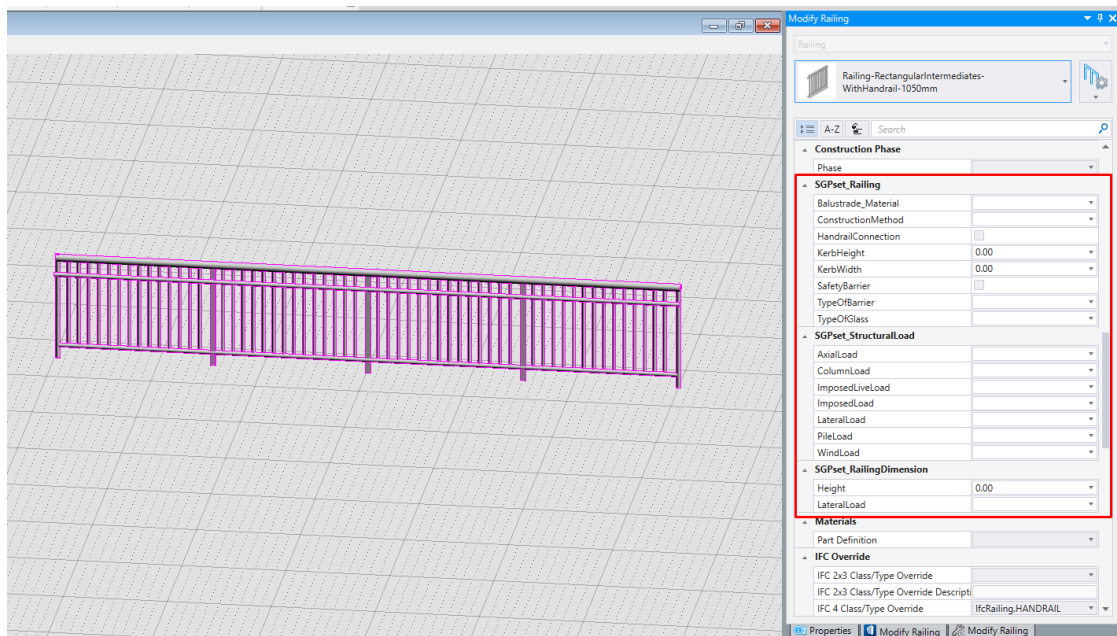 Modify Railing
Railing
Railing-RectangularIntermediates-
WithHandrail-1050mm
A-Z Search
Construction Phase
Phase
SGPset_Railing
Balustrade_Material
ConstructionMethod
HandrailConnection
KerbHeight 0.00
KerbWidth 0.00
SafetyBarrier
TypeOfBarrier
TypeOfGlass
SGPset_StructuralLoad
AxialLoad
ColumnLoad
ImposedLiveLoad
ImposedLoad
LateralLoad
PileLoad
WindLoad
SGPset_RailingDimension
Height 0.00
LateralLoad
Materials
Part Definition
IFC Override
IFC 2x3 Class/Type Override
IFC 2x3 Class/Type Override Descripti
IFC 4 Class/Type Override IfcRailing.HANDRAIL
Properties Modify Railing Modify Railing